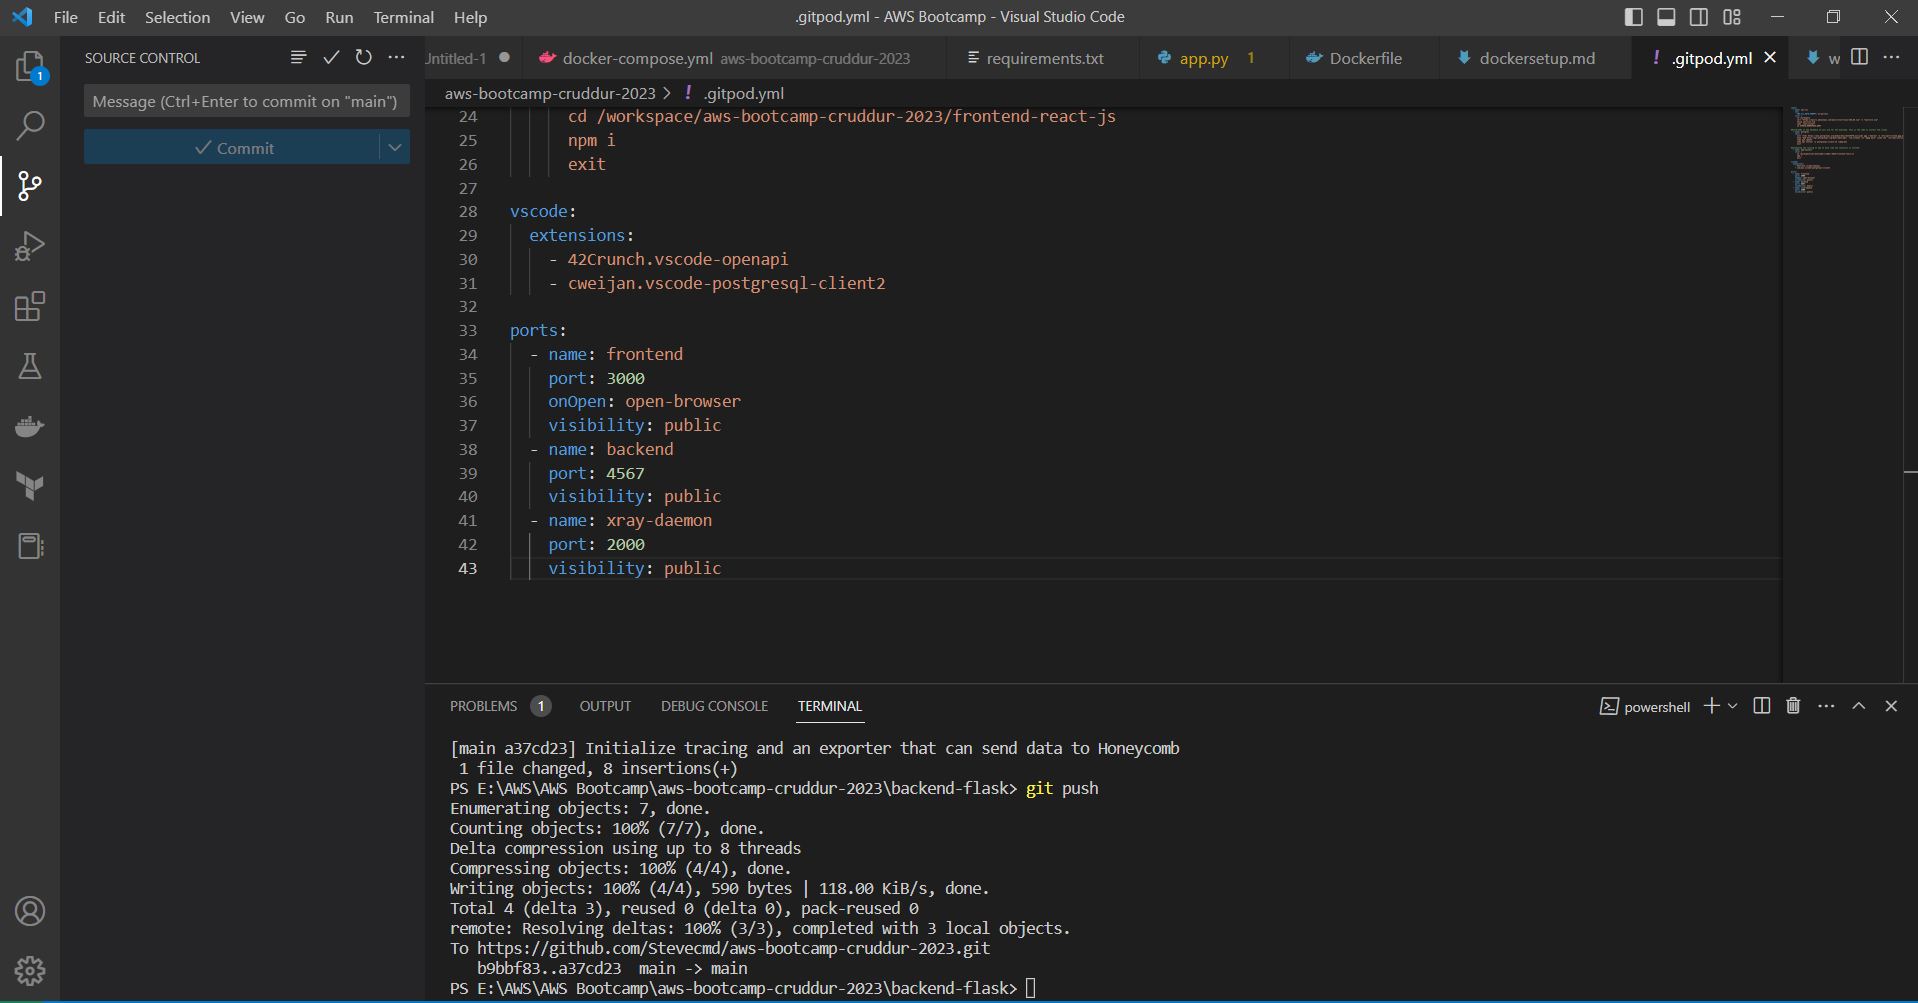 File Edit Selection View Go Run Terminal Help
.gitpod.yml - AWS Bootcamp - Visual Studio Code
SOURCE CONTROL
Untitled-1
docker-compose.yml aws-bootcamp-cruddur-2023
requirements.txt
app.py 1
Dockerfile
dockersetup.md
! .gitpod.yml
w
1
Message (Ctrl+Enter to commit on "main")
Commit
aws-bootcamp-cruddur-2023 > ! .gitpod.yml
24 cd /workspace/aws-bootcamp-cruddur-2023/frontend-react-js
25 npm i
26 exit
27
28 vscode:
29 extensions:
30 - 42Crunch.vscode-openapi
31 - cweijan.vscode-postgresql-client2
32
33 ports:
34 - name: frontend
35 port: 3000
36 onOpen: open-browser
37 visibility: public
38 - name: backend
39 port: 4567
40 visibility: public
41 - name: xray-daemon
42 port: 2000
43 visibility: public
PROBLEMS 1 OUTPUT DEBUG CONSOLE TERMINAL
powershell
[main a37cd23] Initialize tracing and an exporter that can send data to Honeycomb
1 file changed, 8 insertions(+)
PS E:\AWS\AWS Bootcamp\aws-bootcamp-cruddur-2023\backend-flask> git push
Enumerating objects: 7, done.
Counting objects: 100% (7/7), done.
Delta compression using up to 8 threads
Compressing objects: 100% (4/4), done.
Writing objects: 100% (4/4), 590 bytes | 118.00 KiB/s, done.
Total 4 (delta 3), reused 0 (delta 0), pack-reused 0
remote: Resolving deltas: 100% (3/3), completed with 3 local objects.
To https://github.com/Stevecmd/aws-bootcamp-cruddur-2023.git
b9bbf83..a37cd23 main -> main
PS E:\AWS\AWS Bootcamp\aws-bootcamp-cruddur-2023\backend-flask>